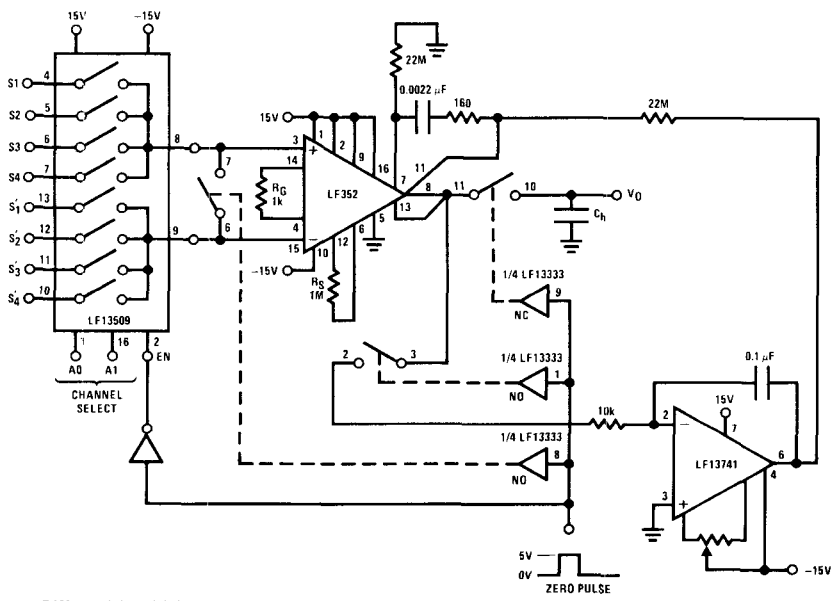 15V
-15V
S1
4
S2
5
S3
6
S4
7
S'1
13
S'2
12
S'3
11
S'4
10
LF13509
1
16
2
EN
A0
A1
CHANNEL
SELECT
8
9
7
6
15V
3
14
RG
1k
4
15
-15V
1
2
9
16
LF352
10
12
6
5
RS
1M
7
8
13
11
22M
0.0022 µF
160
22M
11
10
VO
Ch
1/4 LF13333
9
NC
2
3
1/4 LF13333
1
NO
1/4 LF13333
8
NO
10k
0.1 µF
15V
2
7
LF13741
6
4
3
-15V
5V
0V
ZERO PULSE